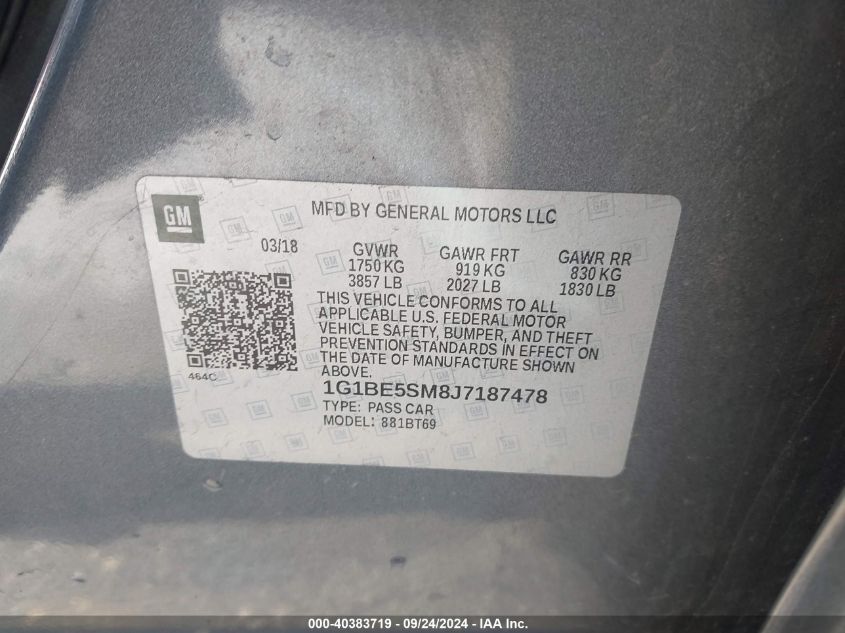 GM
MFD BY GENERAL MOTORS LLC
03/18
GVWR GAWR FRT GAWR RR
1750 KG 919 KG 830 KG
3857 LB 2027 LB 1830 LB
THIS VEHICLE CONFORMS TO ALL
APPLICABLE U.S. FEDERAL MOTOR
VEHICLE SAFETY, BUMPER, AND THEFT
PREVENTION STANDARDS IN EFFECT ON
THE DATE OF MANUFACTURE SHOWN
ABOVE.
464C
1G1BE5SM8J7187478
TYPE: PASS CAR
MODEL: 881BT69
000-40383719 - 09/24/2024 - IAA Inc.